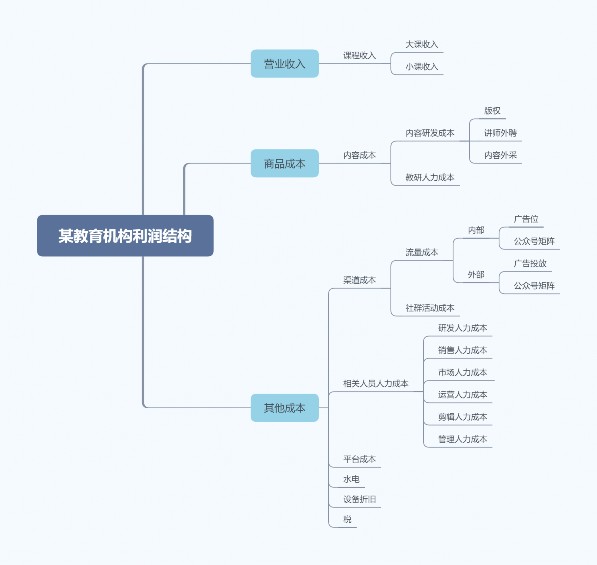 某教育机构利润结构
营业收入
课程收入
大课收入
小课收入
商品成本
内容成本
内容研发成本
版权
讲师外聘
内容外采
教研人力成本
其他成本
渠道成本
流量成本
内部
广告位
公众号矩阵
外部
广告投放
公众号矩阵
社群活动成本
相关人员人力成本
研发人力成本
销售人力成本
市场人力成本
运营人力成本
剪辑人力成本
管理人力成本
平台成本
水电
设备折旧
税